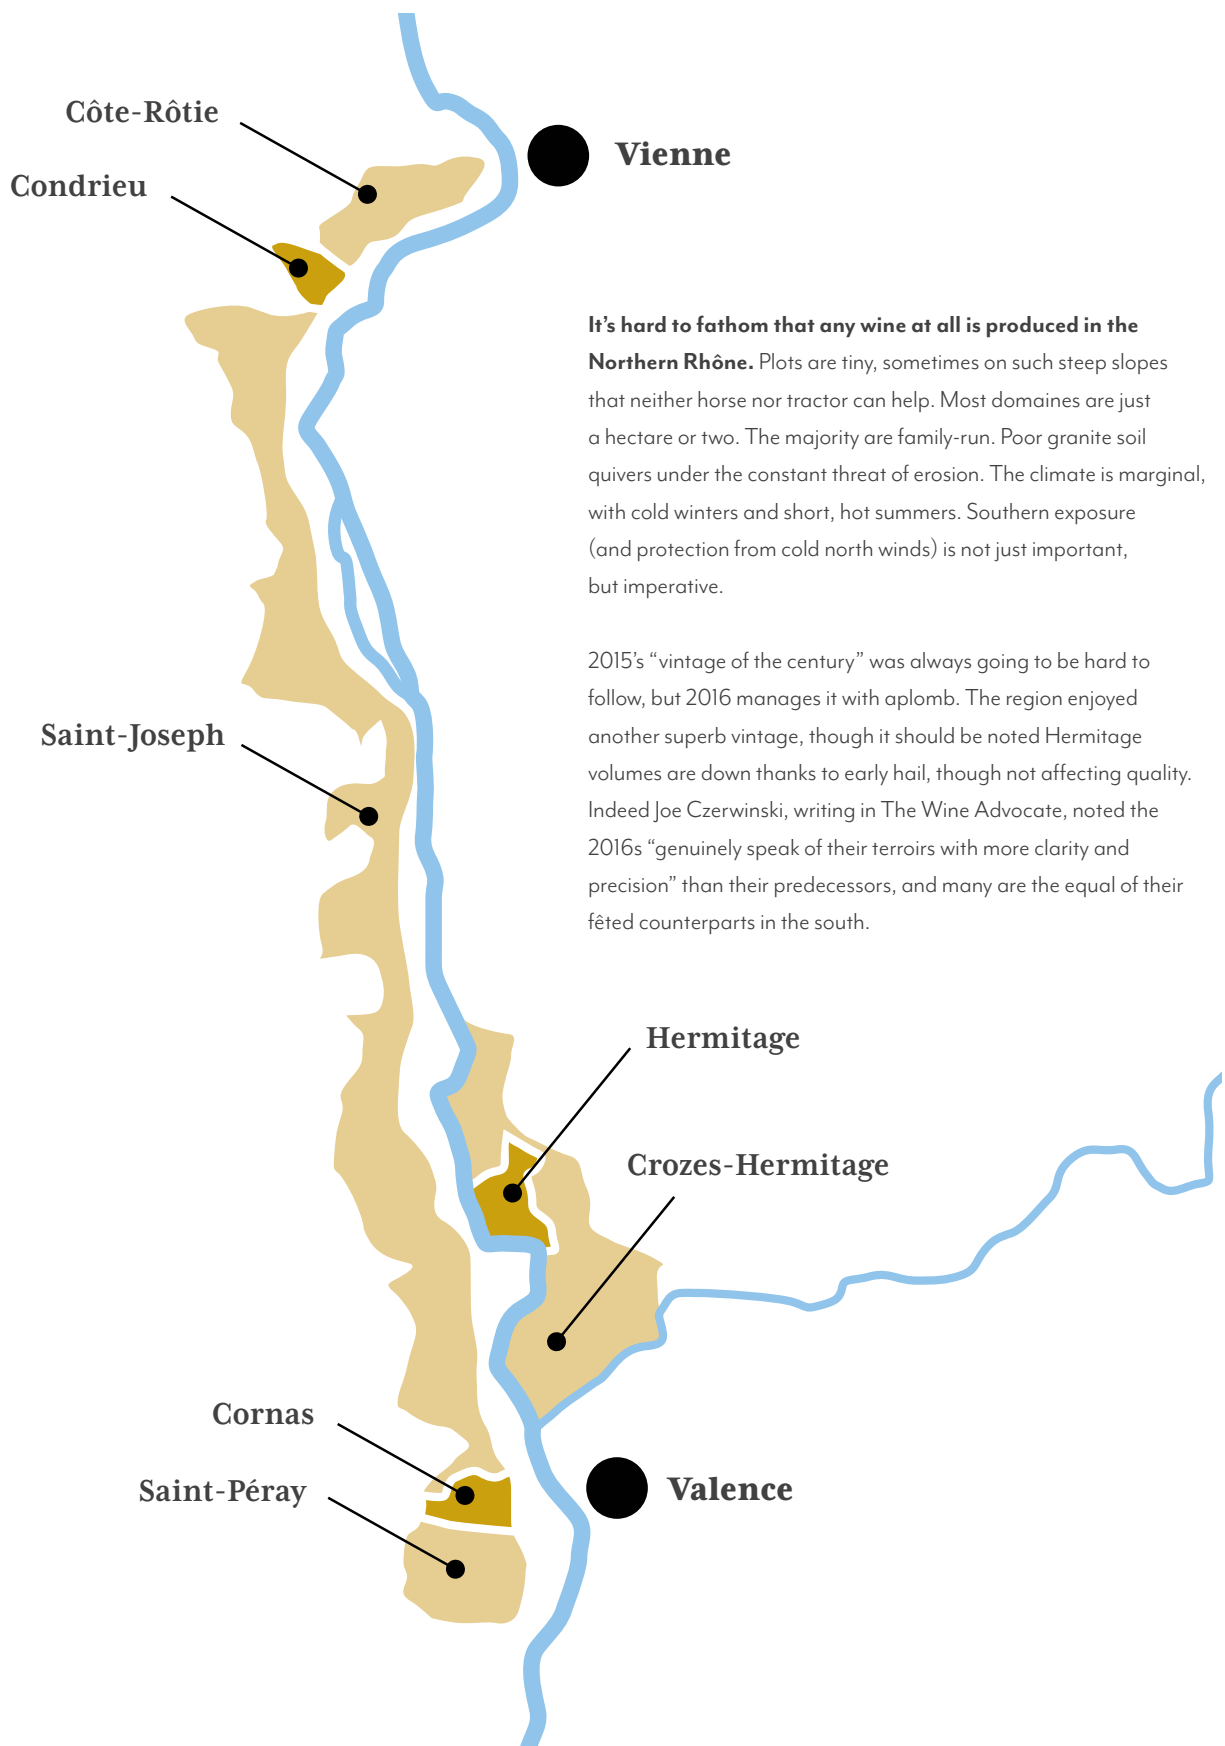 Côte-Rôtie
Vienne
Condrieu
It’s hard to fathom that any wine at all is produced in the
Northern Rhône. Plots are tiny, sometimes on such steep slopes
that neither horse nor tractor can help. Most domaines are just
a hectare or two. The majority are family-run. Poor granite soil
quivers under the constant threat of erosion. The climate is marginal,
with cold winters and short, hot summers. Southern exposure
(and protection from cold north winds) is not just important,
but imperative.
2015’s “vintage of the century” was always going to be hard to
follow, but 2016 manages it with aplomb. The region enjoyed
another superb vintage, though it should be noted Hermitage
volumes are down thanks to early hail, though not affecting quality.
Indeed Joe Czerwinski, writing in The Wine Advocate, noted the
2016s “genuinely speak of their terroirs with more clarity and
precision” than their predecessors, and many are the equal of their
fêted counterparts in the south.
Saint-Joseph
Hermitage
Crozes-Hermitage
Cornas
Saint-Péray
Valence